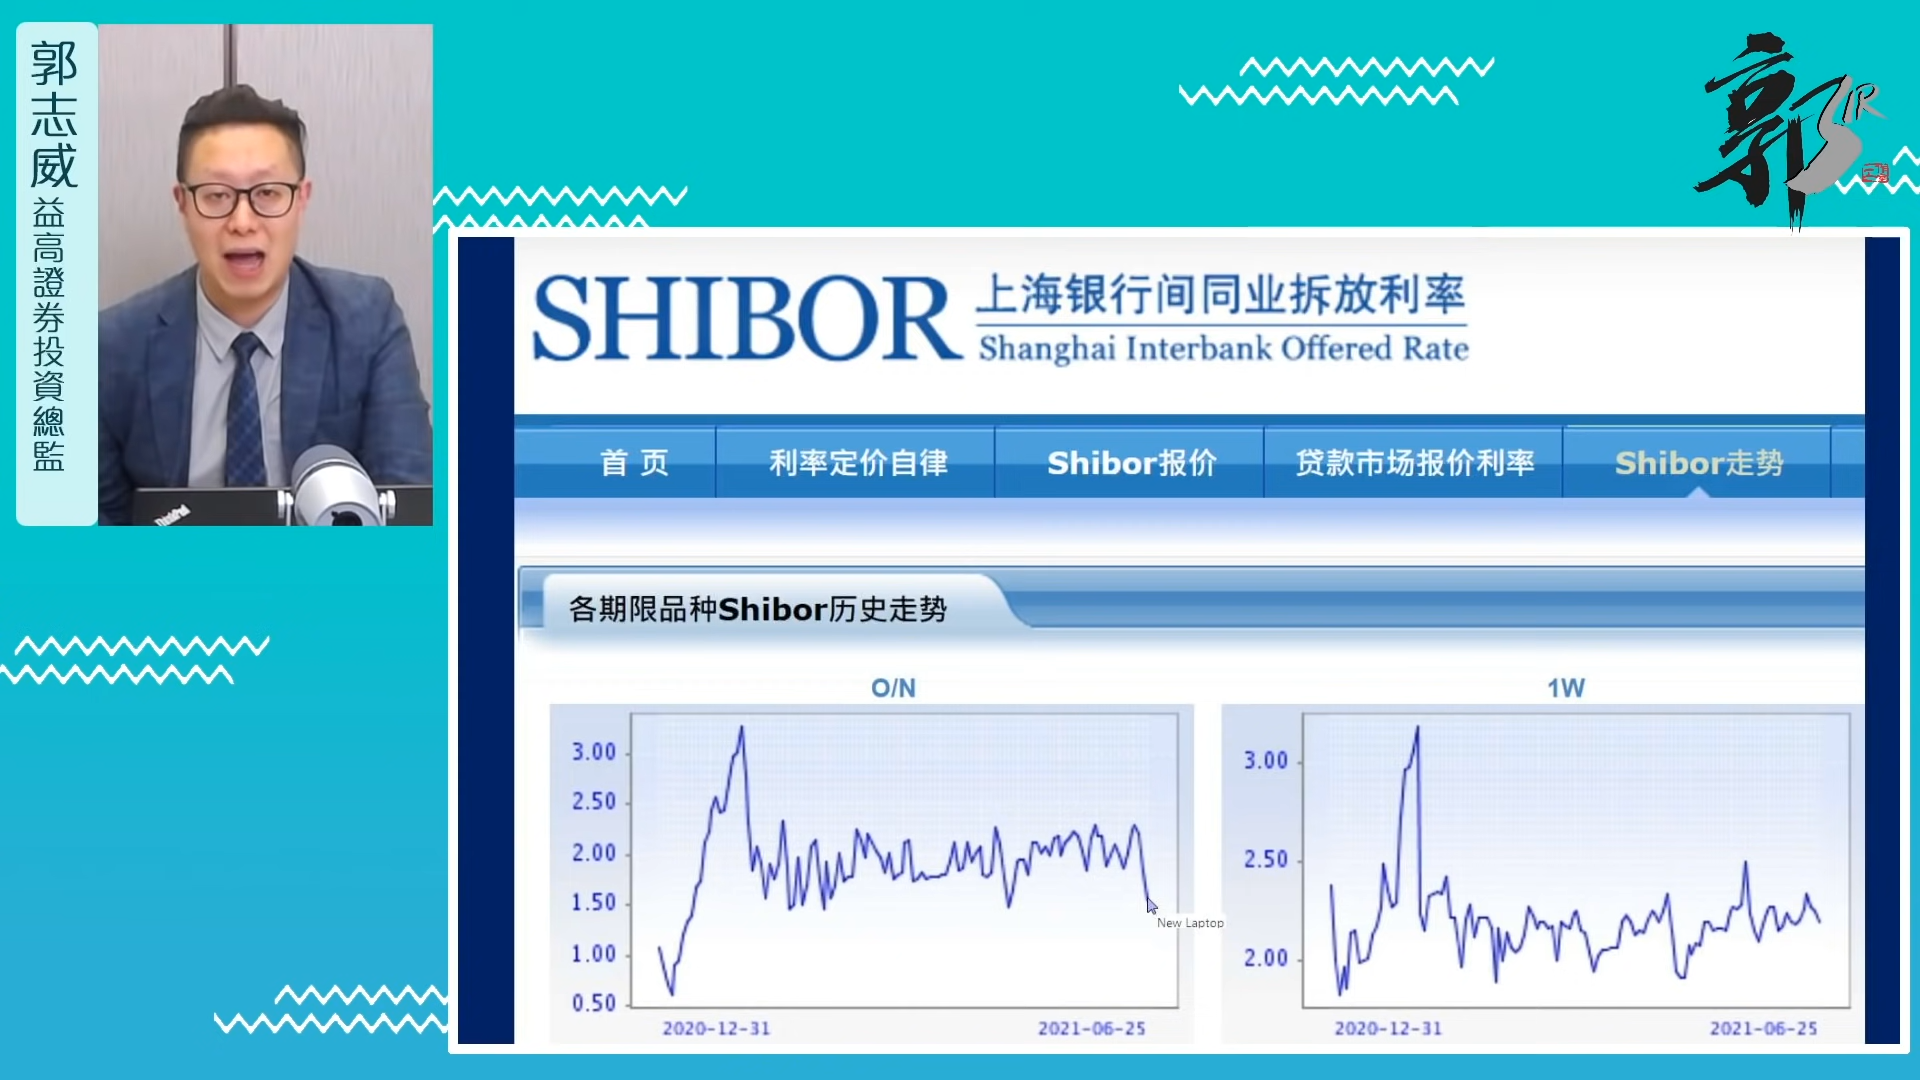 郭志威
益高證券投資總監
ThinkPad
郭SIR
SHIBOR
上海银行间同业拆放利率
Shanghai Interbank Offered Rate
首 页
利率定价自律
Shibor报价
贷款市场报价利率
Shibor走势
各期限品种Shibor历史走势
O/N
3.00
2.50
2.00
1.50
1.00
0.50
2020-12-31
2021-06-25
New Laptop
1W
3.00
2.50
2.00
2020-12-31
2021-06-25